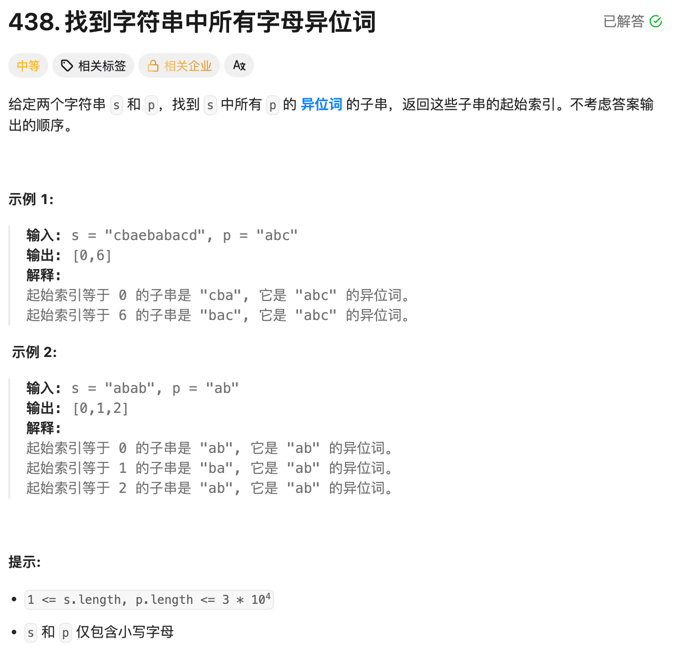 438. 找到字符串中所有字母异位词
已解答
中等 相关标签 相关企业 Aあ
给定两个字符串 s 和 p，找到 s 中所有 p 的 异位词 的子串，返回这些子串的起始索引。不考虑答案输
出的顺序。
示例 1:
输入: s = "cbaebabacd", p = "abc"
输出: [0,6]
解释:
起始索引等于 0 的子串是 "cba", 它是 "abc" 的异位词。
起始索引等于 6 的子串是 "bac", 它是 "abc" 的异位词。
示例 2:
输入: s = "abab", p = "ab"
输出: [0,1,2]
解释:
起始索引等于 0 的子串是 "ab", 它是 "ab" 的异位词。
起始索引等于 1 的子串是 "ba", 它是 "ab" 的异位词。
起始索引等于 2 的子串是 "ab", 它是 "ab" 的异位词。
提示:
• 1 <= s.length, p.length <= 3 * 10⁴
• s 和 p 仅包含小写字母